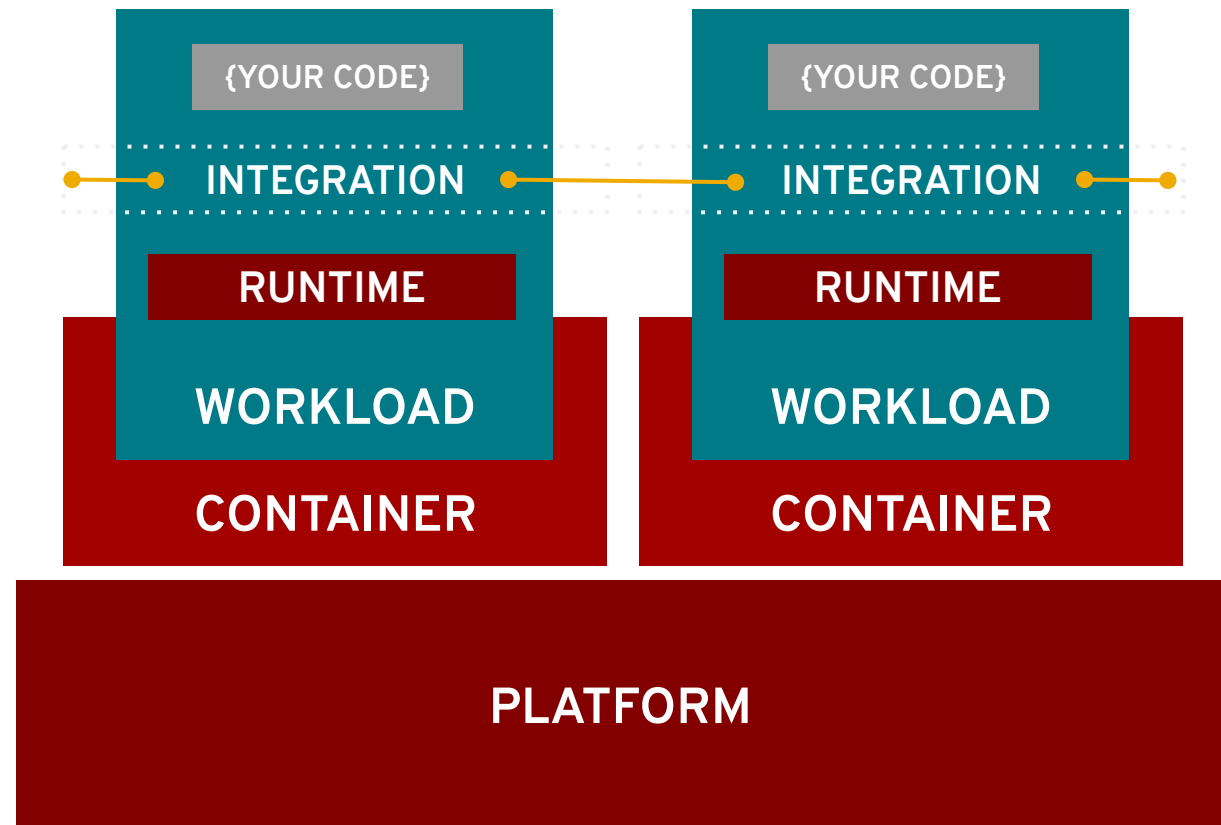 {YOUR CODE}
INTEGRATION
RUNTIME
WORKLOAD
CONTAINER
{YOUR CODE}
INTEGRATION
RUNTIME
WORKLOAD
CONTAINER
PLATFORM